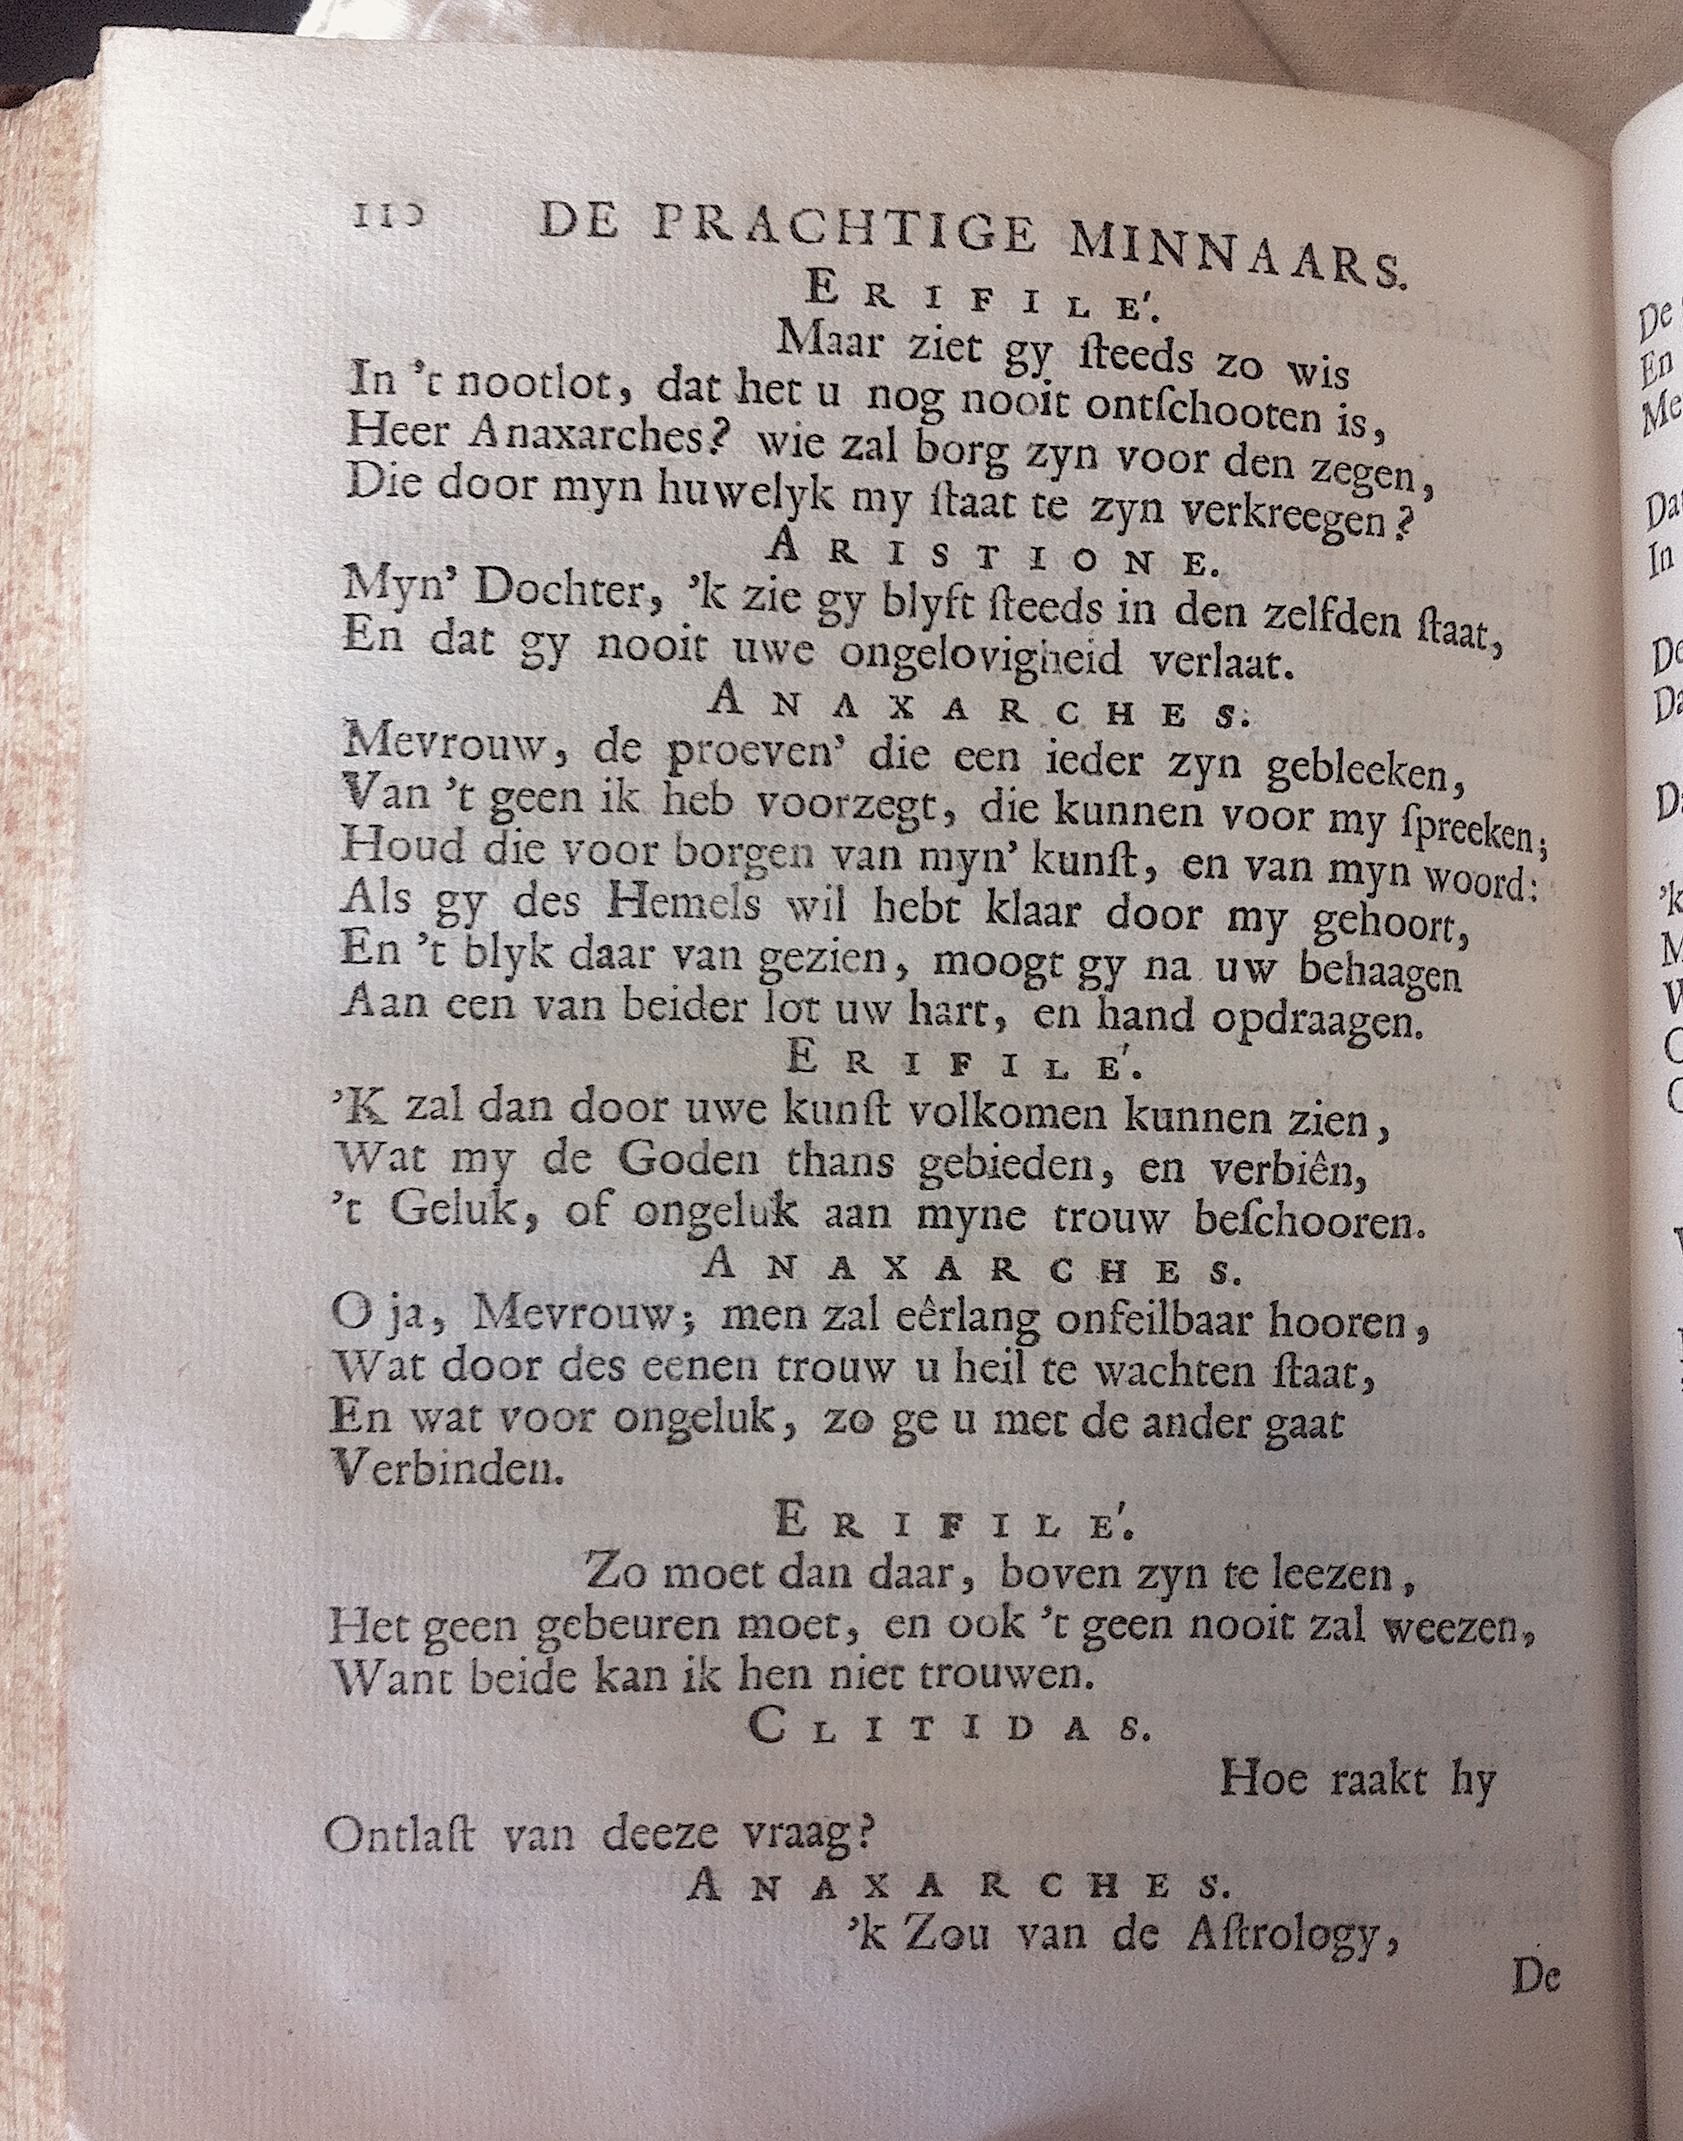 110 DE PRACHTIGE MINNAARS.
ERIFILÉ.
Maar ziet gy ſteeds zo wis
In 't nootlot, dat het u nog nooit ontſchooten is,
Heer Anaxarches? wie zal borg zyn voor den zegen,
Die door myn huwelyk my ſtaat te zyn verkreegen?
ARISTIONE.
Myn' Dochter, 'k zie gy blyft ſteeds in den zelfden ſtaat,
En dat gy nooit uwe ongelovigheid verlaat.
ANAXARCHES.
Mevrouw, de proeven' die een ieder zyn gebleeken,
Van 't geen ik heb voorzegt, die kunnen voor my ſpreeken;
Houd die voor borgen van myn' kunſt, en van myn woord:
Als gy des Hemels wil hebt klaar door my gehoort,
En 't blyk daar van gezien, moogt gy na uw behaagen
Aan een van beider lot uw hart, en hand opdraagen.
ERIFILÉ.
'K zal dan door uwe kunſt volkomen kunnen zien,
Wat my de Goden thans gebieden, en verbiên,
't Geluk, of ongeluk aan myne trouw beſchooren.
ANAXARCHES.
O ja, Mevrouw; men zal eêrlang onfeilbaar hooren,
Wat door des eenen trouw u heil te wachten ſtaat,
En wat voor ongeluk, zo ge u met de ander gaat
Verbinden.
ERIFILÉ.
Zo moet dan daar, boven zyn te leezen,
Het geen gebeuren moet, en ook 't geen nooit zal weezen,
Want beide kan ik hen niet trouwen.
CLITIDAS.
Hoe raakt hy
Ontlaſt van deeze vraag?
ANAXARCHES.
'k Zou van de Aſtrology,
De
De
En
In
'k